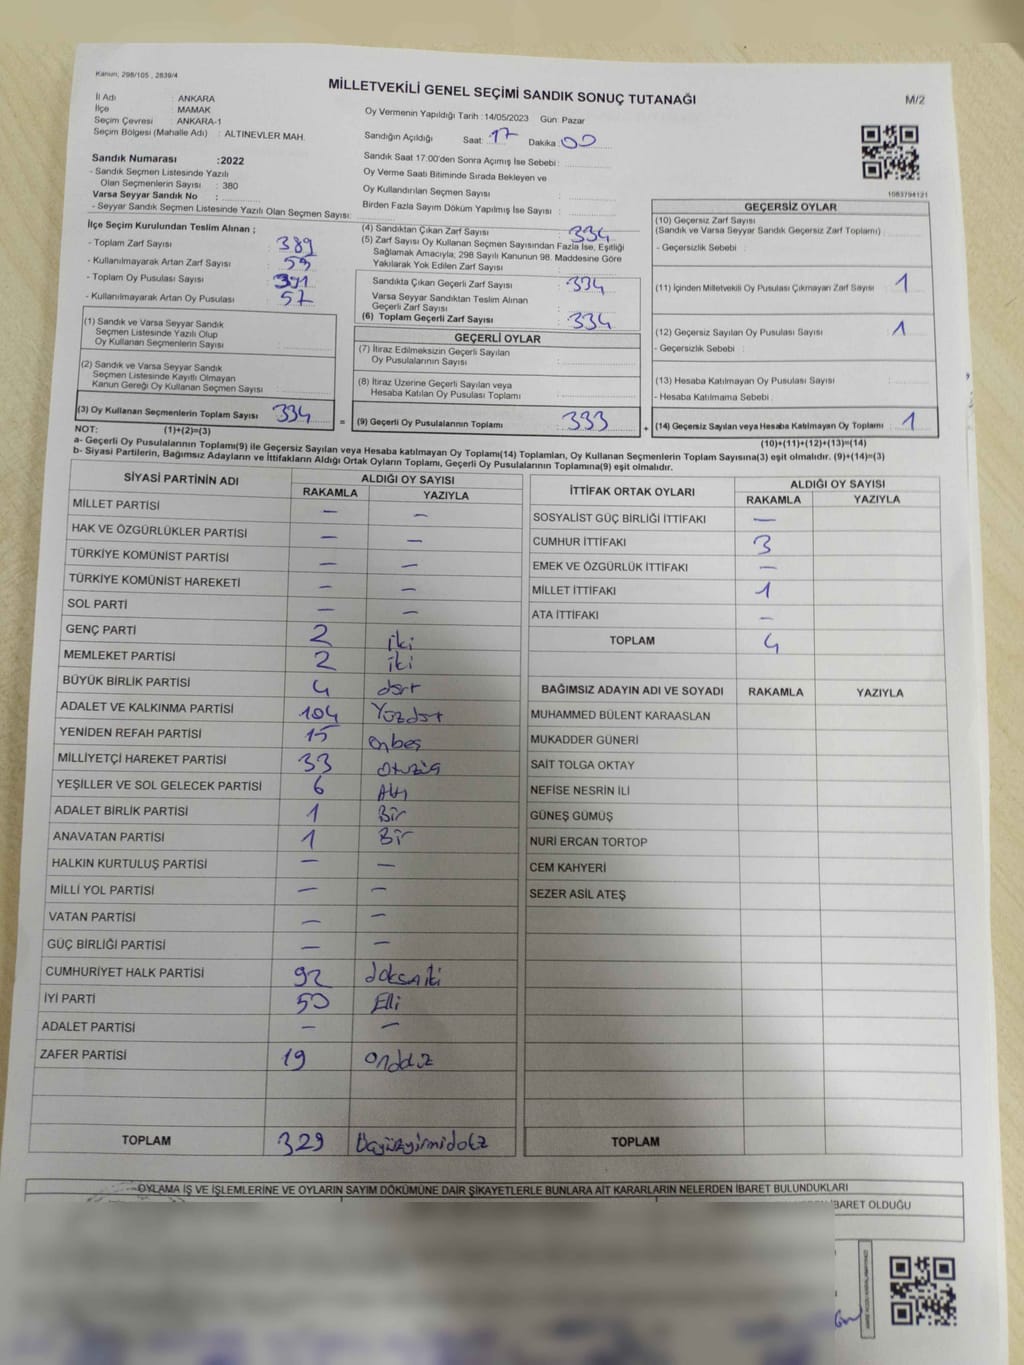 Kanun, 298/105 , 2839/4
MİLLETVEKİLİ GENEL SEÇİMİ SANDIK SONUÇ TUTANAĞI
M/2
İl Adı : ANKARA
İlçe : MAMAK
Seçim Çevresi : ANKARA-1
Seçim Bölgesi (Mahalle Adı) : ALTINEVLER MAH.
Sandık Numarası :2022
- Sandık Seçmen Listesinde Yazılı
Olan Seçmenlerin Sayısı : 380
Varsa Seyyar Sandık No :
- Seyyar Sandık Seçmen Listesinde Yazılı Olan Seçmen Sayısı:
Oy Vermenin Yapıldığı Tarih : 14/05/2023 Gün: Pazar
Sandığın Açıldığı Saat: 17 Dakika: 00
Sandık Saat 17:00'den Sonra Açımış İse Sebebi :
Oy Verme Saati Bitiminde Sırada Bekleyen ve
Oy Kullandırılan Seçmen Sayısı :
Birden Fazla Sayım Döküm Yapılmış İse Sayısı :
1083794121
İlçe Seçim Kurulundan Teslim Alınan ;
- Toplam Zarf Sayısı : 389
- Kullanılmayarak Artan Zarf Sayısı : 55
- Toplam Oy Pusulası Sayısı : 391
- Kullanılmayarak Artan Oy Pusulası : 57
(1) Sandık ve Varsa Seyyar Sandık
Seçmen Listesinde Yazılı Olup
Oy Kullanan Seçmenlerin Sayısı :
(2) Sandık ve Varsa Seyyar Sandık
Seçmen Listesinde Kayıtlı Olmayan
Kanun Gereği Oy Kullanan Seçmen Sayısı :
(3) Oy Kullanan Seçmenlerin Toplam Sayısı : 334
(4) Sandıktan Çıkan Zarf Sayısı : 334
(5) Zarf Sayısı Oy Kullanan Seçmen Sayısından Fazla İse, Eşitliği
Sağlamak Amacıyla, 298 Sayılı Kanunun 98. Maddesine Göre
Yakılarak Yok Edilen Zarf Sayısı :
Sandıkta Çıkan Geçerli Zarf Sayısı : 334
Varsa Seyyar Sandıktan Teslim Alınan
Geçerli Zarf Sayısı :
(6) Toplam Geçerli Zarf Sayısı : 334
GEÇERLİ OYLAR
(7) İtiraz Edilmeksizin Geçerli Sayılan
Oy Pusulalarının Sayısı :
(8) İtiraz Üzerine Geçerli Sayılan veya
Hesaba Katılan Oy Pusulası Toplamı :
= (9) Geçerli Oy Pusulalarının Toplamı : 333
GEÇERSİZ OYLAR
(10) Geçersiz Zarf Sayısı
(Sandık ve Varsa Seyyar Sandık Geçersiz Zarf Toplamı) :
- Geçersizlik Sebebi :
(11) İçinden Milletvekili Oy Pusulası Çıkmayan Zarf Sayısı : 1
(12) Geçersiz Sayılan Oy Pusulası Sayısı : 1
- Geçersizlik Sebebi :
(13) Hesaba Katılmayan Oy Pusulası Sayısı :
- Hesaba Katılmama Sebebi :
+ (14) Geçersiz Sayılan veya Hesaba Katılmayan Oy Toplamı : 1
NOT: (1)+(2)=(3)
(10)+(11)+(12)+(13)=(14)
a- Geçerli Oy Pusulalarının Toplamı(9) ile Geçersiz Sayılan veya Hesaba katılmayan Oy Toplamı(14) Toplamları, Oy Kullanan Seçmenlerin Toplam Sayısına(3) eşit olmalıdır. (9)+(14)=(3)
b- Siyasi Partilerin, Bağımsız Adayların ve İttifakların Aldığı Ortak Oyların Toplamı, Geçerli Oy Pusulalarının Toplamına(9) eşit olmalıdır.
SİYASİ PARTİNİN ADI ALDIĞI OY SAYISI
RAKAMLA YAZIYLA
MİLLET PARTİSİ — —
HAK VE ÖZGÜRLÜKLER PARTİSİ — —
TÜRKİYE KOMÜNİST PARTİSİ — —
TÜRKİYE KOMÜNİST HAREKETİ — —
SOL PARTİ — —
GENÇ PARTİ 2 iki
MEMLEKET PARTİSİ 2 iki
BÜYÜK BİRLİK PARTİSİ 4 dört
ADALET VE KALKINMA PARTİSİ 104 Yüzdört
YENİDEN REFAH PARTİSİ 15 onbeş
MİLLİYETÇİ HAREKET PARTİSİ 33 otuzüç
YEŞİLLER VE SOL GELECEK PARTİSİ 6 Altı
ADALET BİRLİK PARTİSİ 1 Bir
ANAVATAN PARTİSİ 1 Bir
HALKIN KURTULUŞ PARTİSİ — —
MİLLİ YOL PARTİSİ — —
VATAN PARTİSİ — —
GÜÇ BİRLİĞİ PARTİSİ — —
CUMHURİYET HALK PARTİSİ 92 doksaniki
İYİ PARTİ 50 Elli
ADALET PARTİSİ — —
ZAFER PARTİSİ 19 ondokuz
TOPLAM 329 üçyüzyirmidokuz
İTTİFAK ORTAK OYLARI ALDIĞI OY SAYISI
RAKAMLA YAZIYLA
SOSYALİST GÜÇ BİRLİĞİ İTTİFAKI —
CUMHUR İTTİFAKI 3
EMEK VE ÖZGÜRLÜK İTTİFAKI —
MİLLET İTTİFAKI 1
ATA İTTİFAKI —
TOPLAM 4
BAĞIMSIZ ADAYIN ADI VE SOYADI RAKAMLA YAZIYLA
MUHAMMED BÜLENT KARAASLAN
MUKADDER GÜNERİ
SAİT TOLGA OKTAY
NEFİSE NESRİN İLİ
GÜNEŞ GÜMÜŞ
NURİ ERCAN TORTOP
CEM KAHYERİ
SEZER ASİL ATEŞ
TOPLAM
OYLAMA İŞ VE İŞLEMLERİNE VE OYLARIN SAYIM DÖKÜMÜNE DAİR ŞİKAYETLERLE BUNLARA AİT KARARLARIN NELERDEN İBARET BULUNDUKLARI
İBARET OLDUĞU